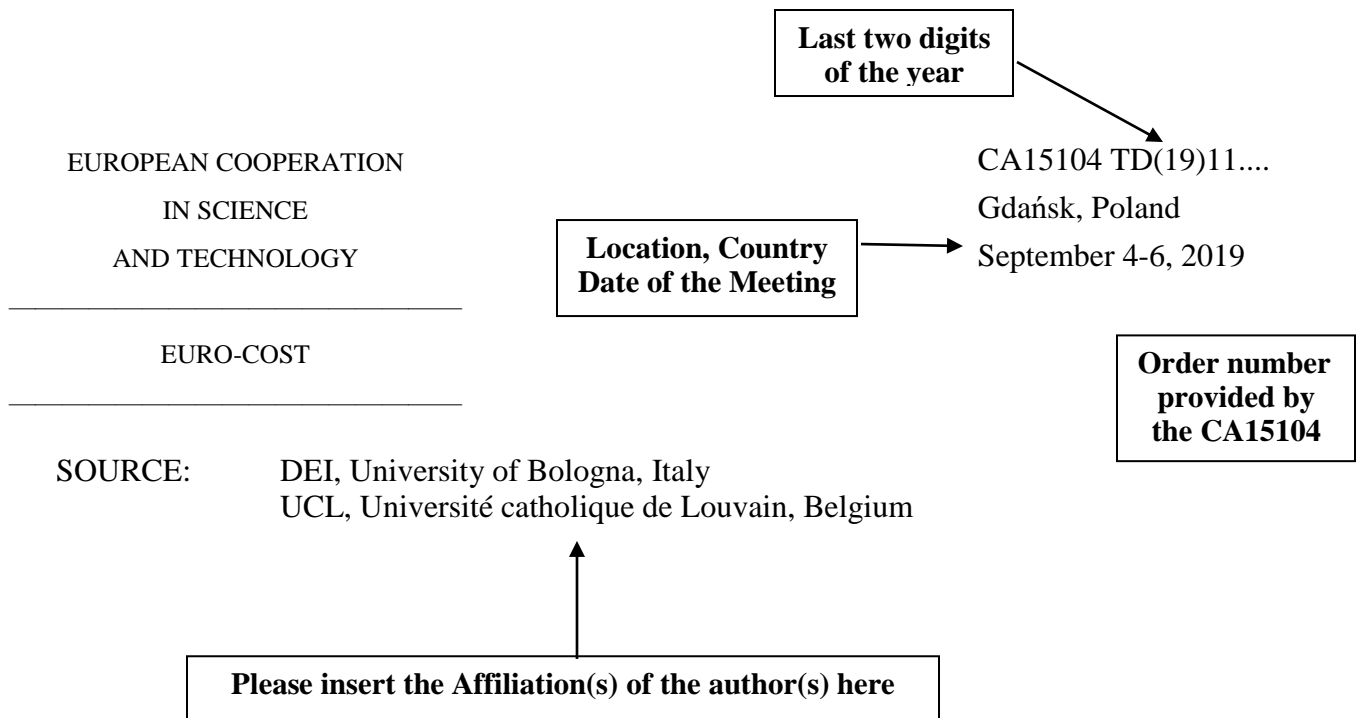 Last two digits
of the year
EUROPEAN COOPERATION
IN SCIENCE
AND TECHNOLOGY
EURO-COST
CA15104 TD(19)11....
Gdańsk, Poland
September 4-6, 2019
Location, Country
Date of the Meeting
Order number
provided by
the CA15104
SOURCE: DEI, University of Bologna, Italy
UCL, Université catholique de Louvain, Belgium
Please insert the Affiliation(s) of the author(s) here